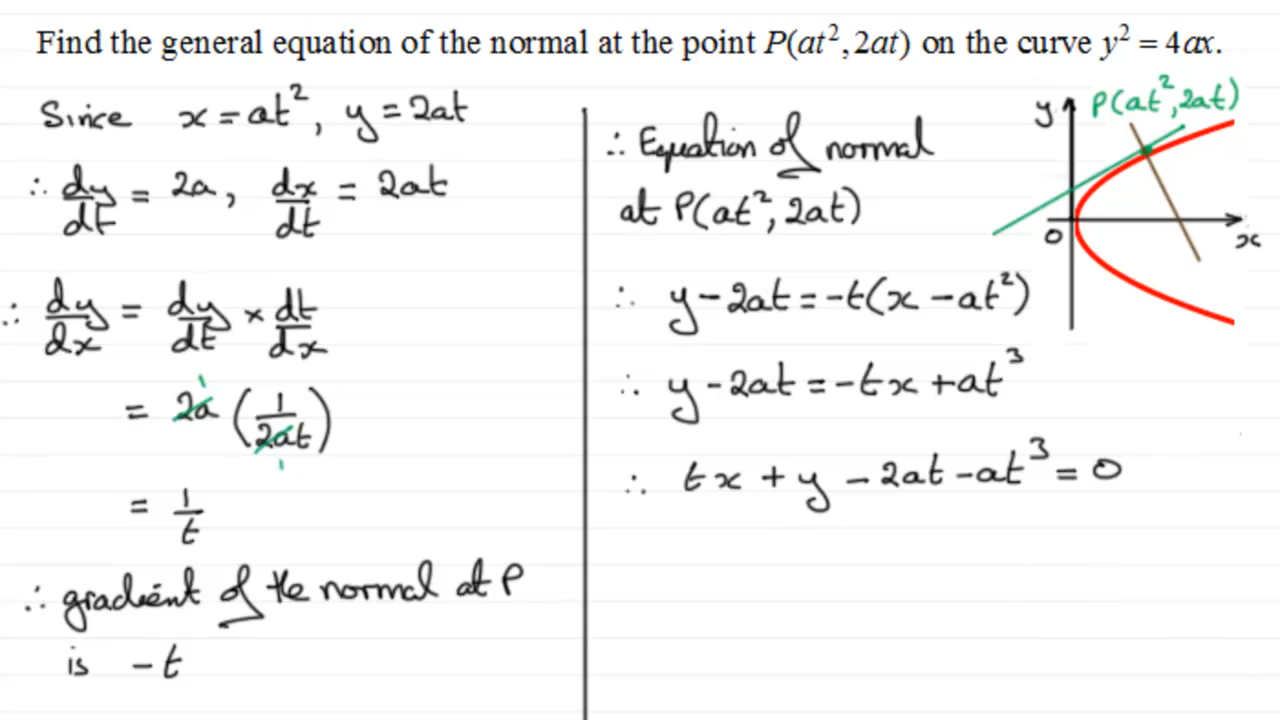 Find the general equation of the normal at the point P(at², 2at) on the curve y² = 4ax.
Since x = at², y = 2at
∴ dy/dt = 2a, dx/dt = 2at
∴ dy/dx = dy/dt × dt/dx
= 2a (1/2at)
1
1
= 1/t
∴ gradient of the normal at P
is -t
∴ Equation of normal
at P(at², 2at)
∴ y - 2at = -t(x - at²)
∴ y - 2at = -tx + at³
∴ tx + y - 2at - at³ = 0
y
P(at², 2at)
O
x